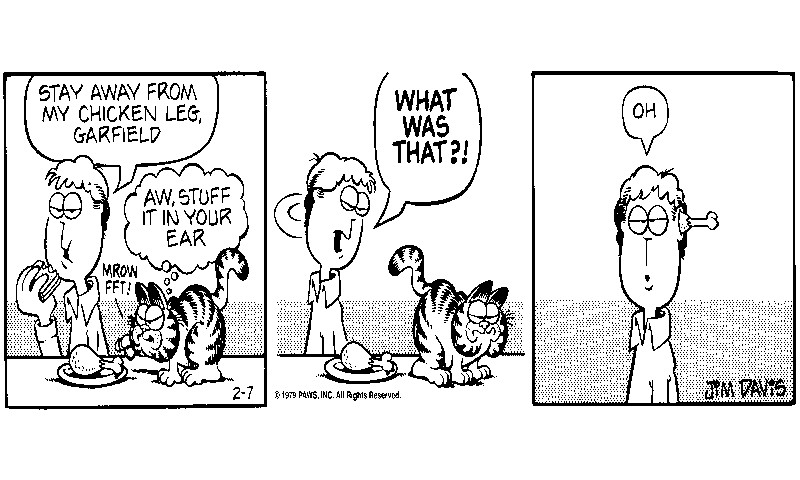 STAY AWAY FROM
MY CHICKEN LEG,
GARFIELD
AW, STUFF
IT IN YOUR
EAR
MROW
FFT!
2-7
WHAT
WAS
THAT?!
© 1979 PAWS, INC. All Rights Reserved.
OH
JIM DAVIS